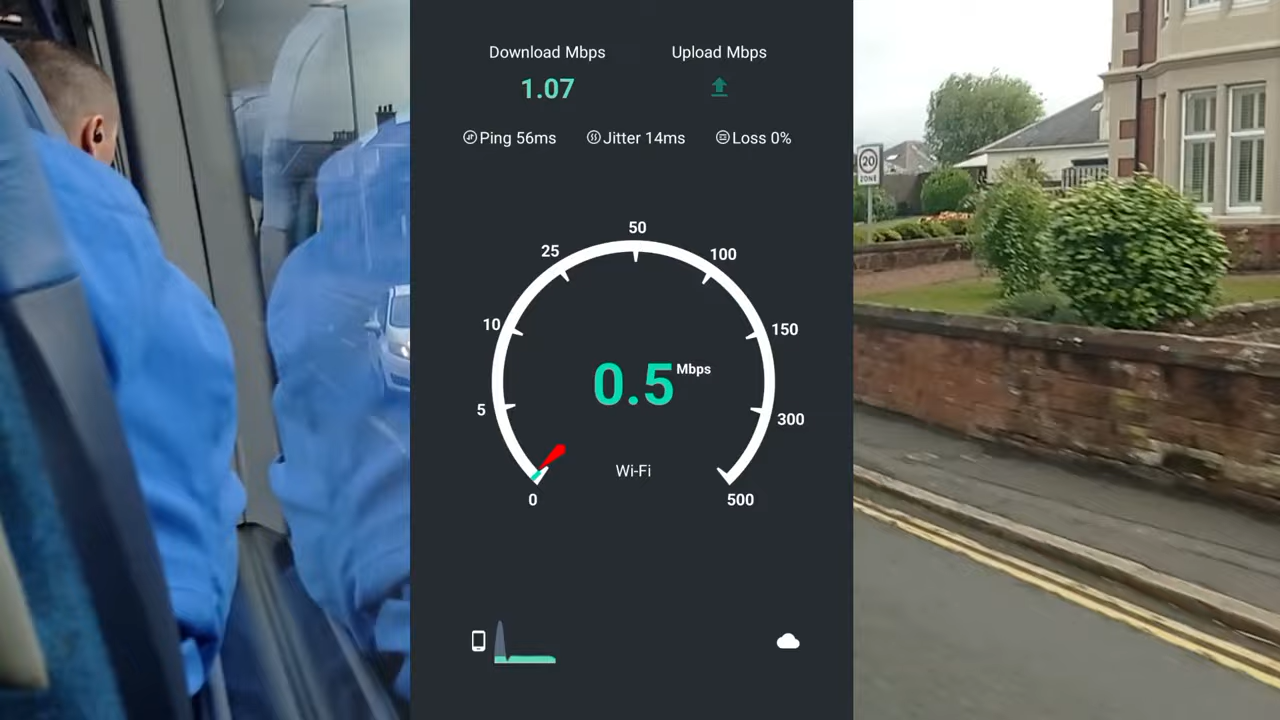 Download Mbps
Upload Mbps
1.07
Ping 56ms
Jitter 14ms
Loss 0%
50
25
100
10
150
0.5 Mbps
5
300
Wi-Fi
0
500
20
ZONE